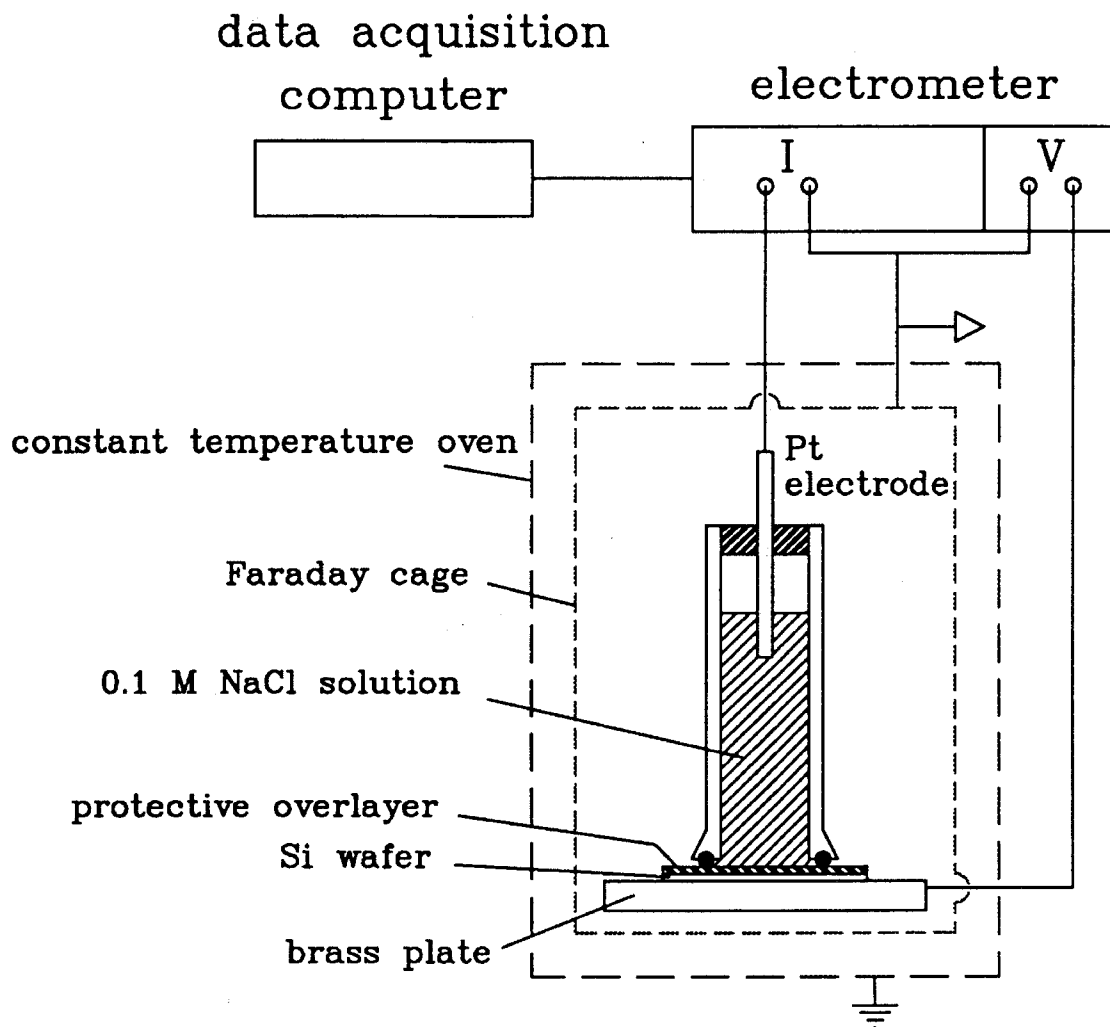 data acquisition
computer
electrometer
I
V
constant temperature oven
Pt
electrode
Faraday cage
0.1 M NaCl solution
protective overlayer
Si wafer
brass plate